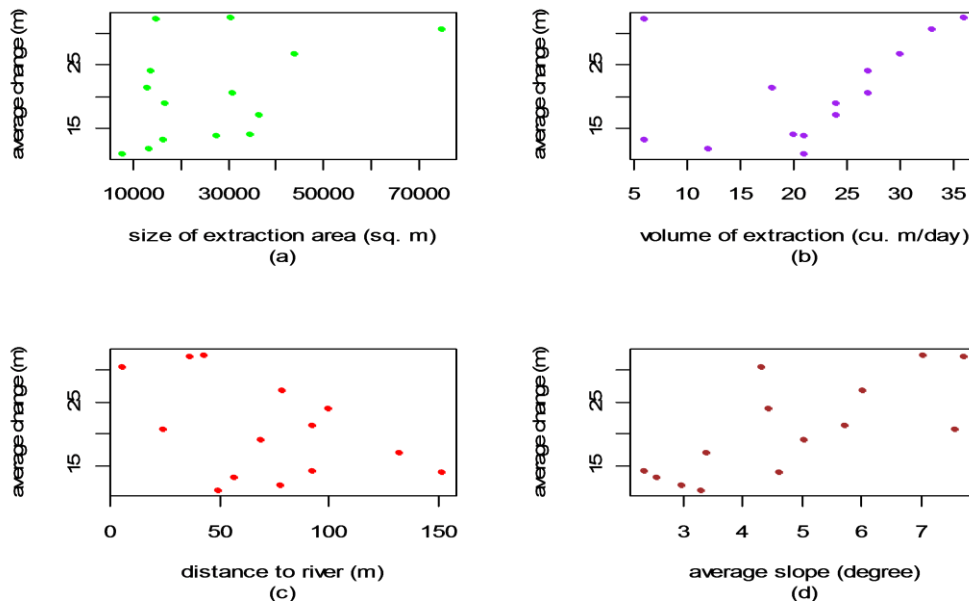 average change (m)
25
15
10000 30000 50000 70000
size of extraction area (sq. m)
(a)
average change (m)
25
15
5 10 15 20 25 30 35
volume of extraction (cu. m/day)
(b)
average change (m)
25
15
0 50 100 150
distance to river (m)
(c)
average change (m)
25
15
3 4 5 6 7
average slope (degree)
(d)